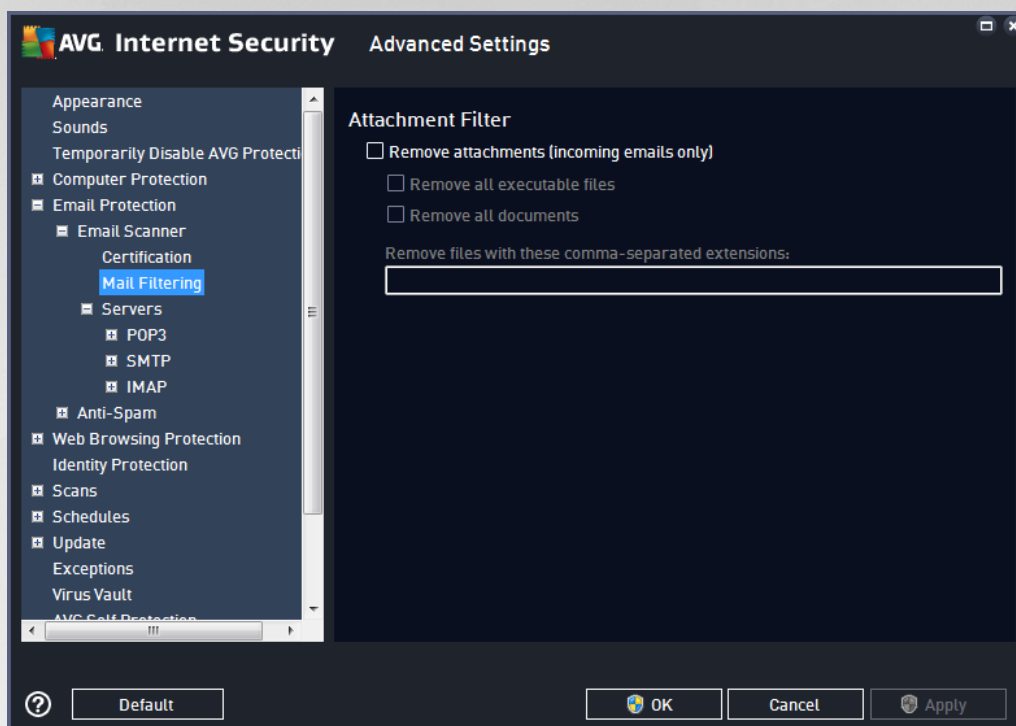 AVG. Internet Security Advanced Settings
Appearance
Sounds
Temporarily Disable AVG Protecti
Computer Protection
Email Protection
Email Scanner
Certification
Mail Filtering
Servers
POP3
SMTP
IMAP
Anti-Spam
Web Browsing Protection
Identity Protection
Scans
Schedules
Update
Exceptions
Virus Vault
AVG Self Protection
Attachment Filter
Remove attachments (incoming emails only)
Remove all executable files
Remove all documents
Remove files with these comma-separated extensions:
? Default OK Cancel Apply